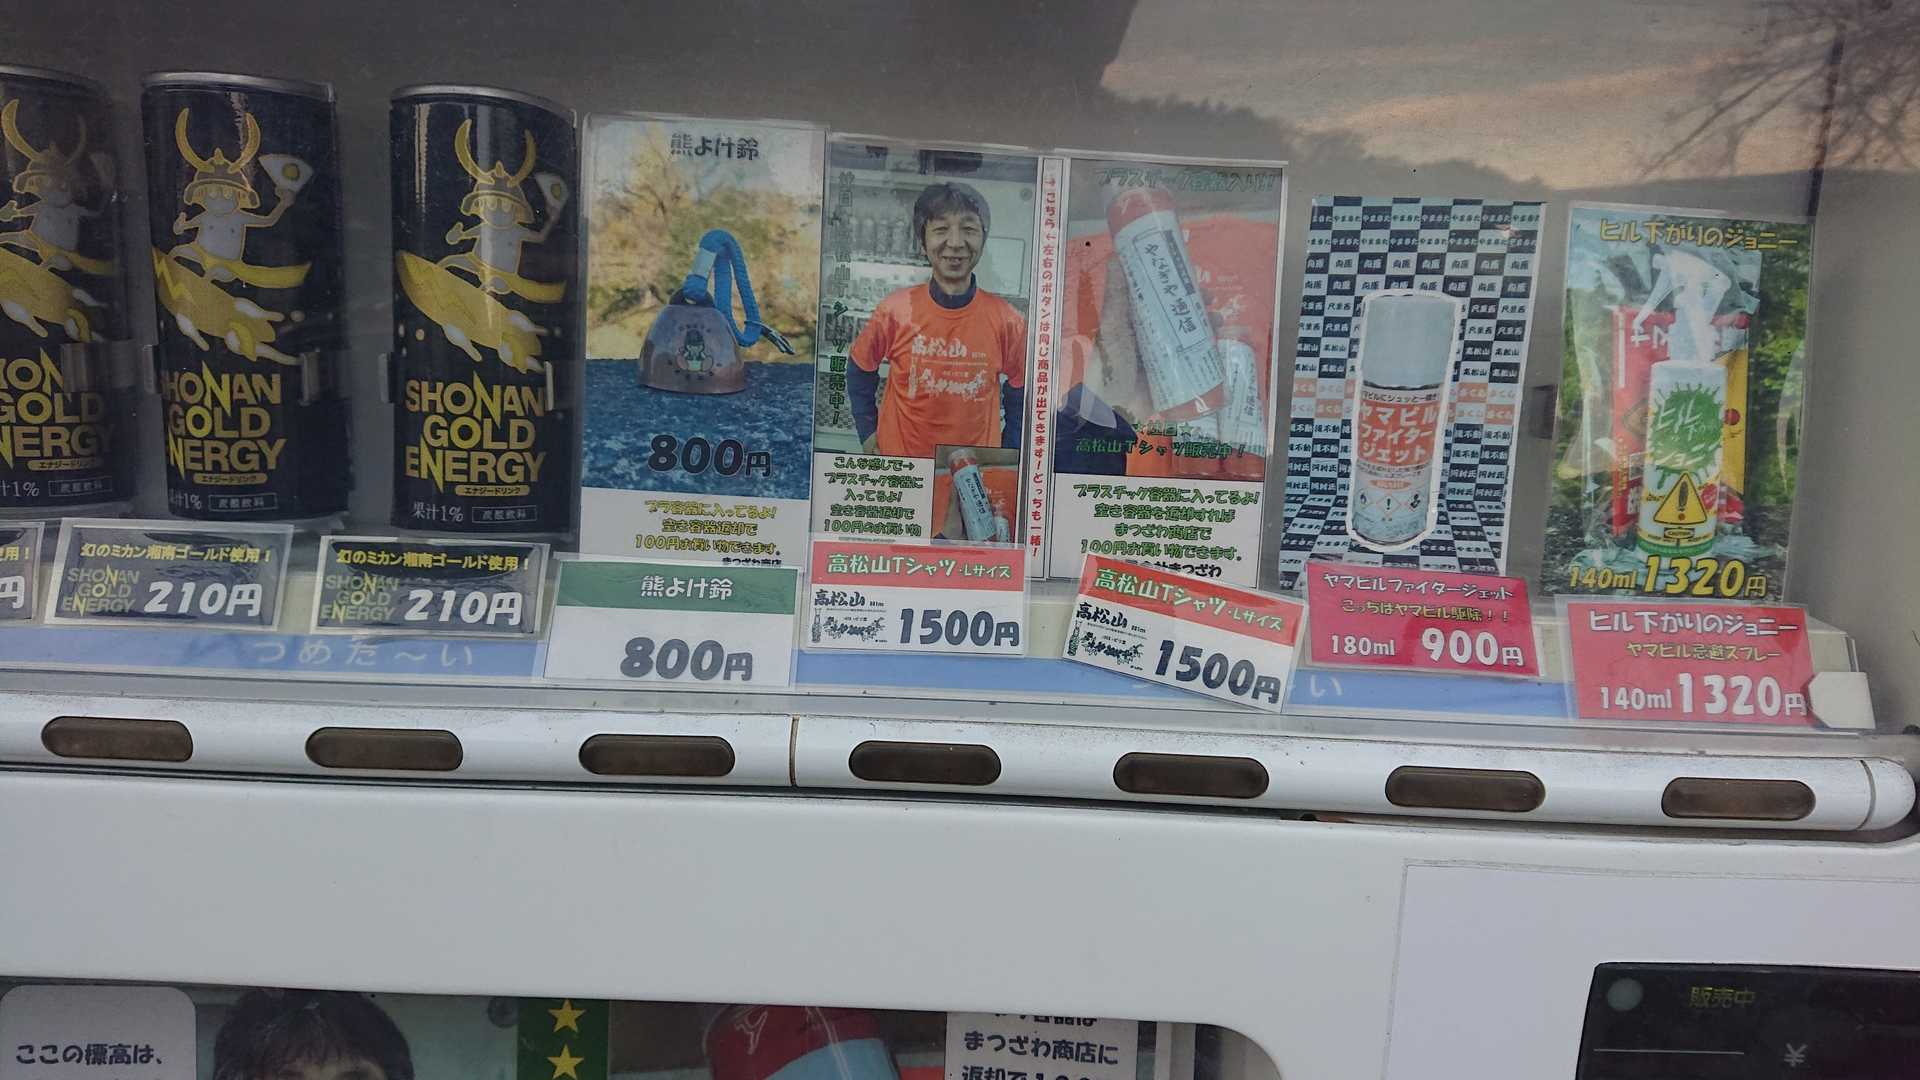 SHONAN
GOLD
ENERGY
エナジードリンク
果汁1%
炭酸飲料
SHONAN
GOLD
ENERGY
エナジードリンク
果汁1%
炭酸飲料
熊よけ鈴
800円
プラ容器に入ってるよ!
空き容器返却で
100円お買い物できます。
まつざわ商店
高松山
こんな感じで→
プラスチック容器に
入ってるよ!
空き容器返却で
100円お買い物
→こちら←左右のボタンは同じ商品が出てきます!どっちも一緒!
プラスチック容器入り!!
やなぎや通信
高松山Tシャツ販売中!
プラスチック容器に入ってるよ!
空き容器を返却すれば
まつざわ商店で
100円お買い物できます。
ヤマビル
ファイター
ジェット
ヒル下がりのジョニー
140ml 1320円
幻のミカン湘南ゴールド使用!
SHONAN
GOLD
ENERGY
210円
幻のミカン湘南ゴールド使用!
SHONAN
GOLD
ENERGY
210円
熊よけ鈴
800円
高松山Tシャツ・Lサイズ
高松山
1500円
高松山Tシャツ・Lサイズ
高松山
1500円
ヤマビルファイタージェット
こっちはヤマビル駆除!!
180ml 900円
ヒル下がりのジョニー
ヤマビル忌避スプレー
140ml 1320円
つめた〜い
ここの標高は、
まつざわ商店に
販売中
¥